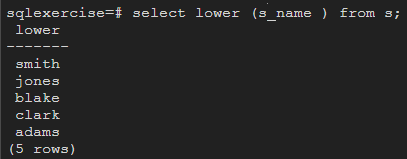 sqlexercise=# select lower (s_name ) from s;
lower
-------
smith
jones
blake
clark
adams
(5 rows)